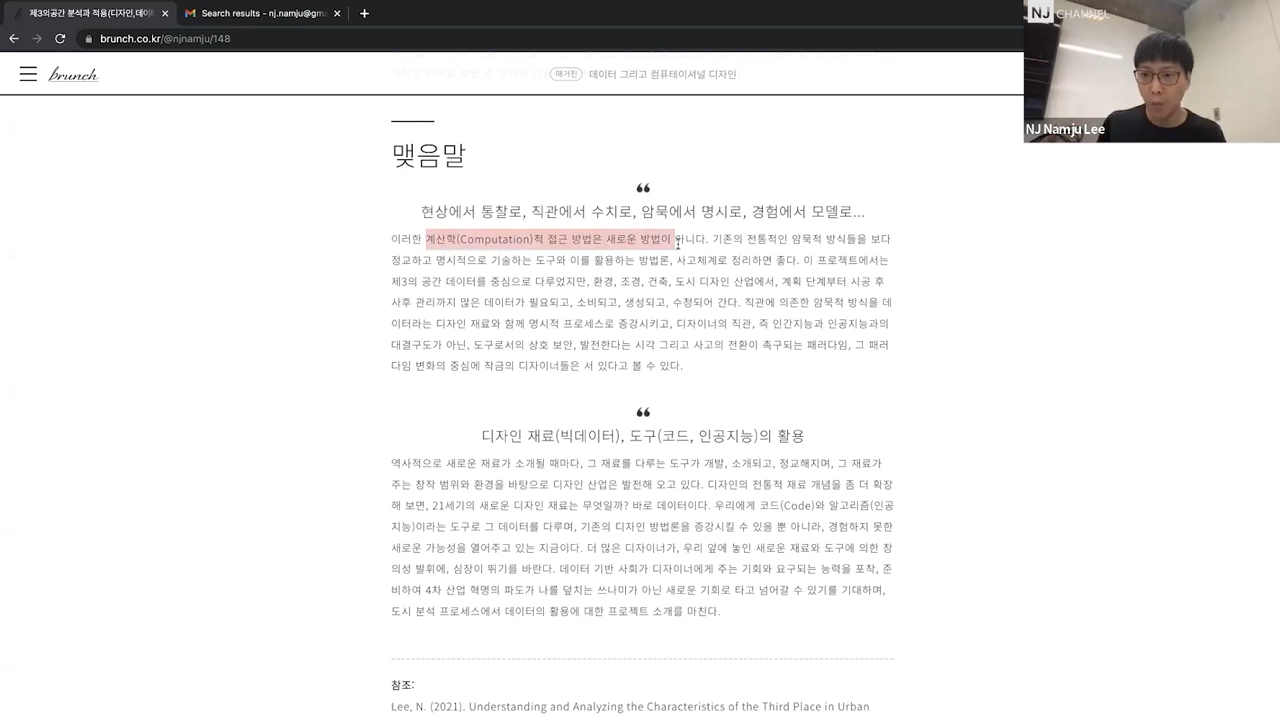 제3의공간 분석과 적용(디자인,데이
Search results - nj.namju@gm
brunch.co.kr/@njnamju/148
brunch
매거진 데이터 그리고 컴퓨테이셔널 디자인
NJ CHANNEL
NJ Namju Lee
맺음말
❝
현상에서 통찰로, 직관에서 수치로, 암묵에서 명시로, 경험에서 모델로...
이러한 계산학(Computation)적 접근 방법은 새로운 방법이 아니다. 기존의 전통적인 암묵적 방식들을 보다
정교하고 명시적으로 기술하는 도구와 이를 활용하는 방법론, 사고체계로 정리하면 좋다. 이 프로젝트에서는
제3의 공간 데이터를 중심으로 다루었지만, 환경, 조경, 건축, 도시 디자인 산업에서, 계획 단계부터 시공 후
사후 관리까지 많은 데이터가 필요되고, 소비되고, 생성되고, 수정되어 간다. 직관에 의존한 암묵적 방식을 데
이터라는 디자인 재료와 함께 명시적 프로세스로 증강시키고, 디자이너의 직관, 즉 인간지능과 인공지능과의
대결구도가 아닌, 도구로서의 상호 보안, 발전한다는 시각 그리고 사고의 전환이 촉구되는 패러다임, 그 패러
다임 변화의 중심에 작금의 디자이너들은 서 있다고 볼 수 있다.
❝
디자인 재료(빅데이터), 도구(코드, 인공지능)의 활용
역사적으로 새로운 재료가 소개될 때마다, 그 재료를 다루는 도구가 개발, 소개되고, 정교해지며, 그 재료가
주는 창작 범위와 환경을 바탕으로 디자인 산업은 발전해 오고 있다. 디자인의 전통적 재료 개념을 좀 더 확장
해 보면, 21세기의 새로운 디자인 재료는 무엇일까? 바로 데이터이다. 우리에게 코드(Code)와 알고리즘(인공
지능)이라는 도구로 그 데이터를 다루며, 기존의 디자인 방법론을 증강시킬 수 있을 뿐 아니라, 경험하지 못한
새로운 가능성을 열어주고 있는 지금이다. 더 많은 디자이너가, 우리 앞에 놓인 새로운 재료와 도구에 의한 창
의성 발휘에, 심장이 뛰기를 바란다. 데이터 기반 사회가 디자이너에게 주는 기회와 요구되는 능력을 포착, 준
비하여 4차 산업 혁명의 파도가 나를 덮치는 쓰나미가 아닌 새로운 기회로 타고 넘어갈 수 있기를 기대하며,
도시 분석 프로세스에서 데이터의 활용에 대한 프로젝트 소개를 마친다.
참조:
Lee, N. (2021). Understanding and Analyzing the Characteristics of the Third Place in Urban